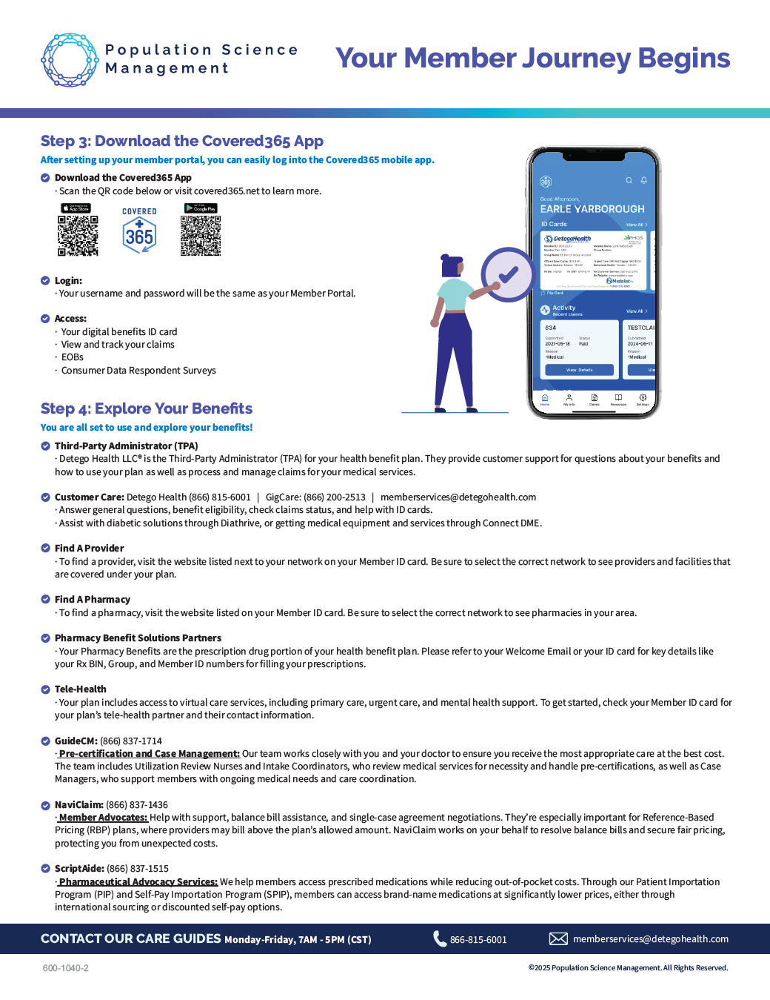 Population Science
Management
Your Member Journey Begins
Step 3: Download the Covered365 App
After setting up your member portal, you can easily log into the Covered365 mobile app.
Download the Covered365 App
· Scan the QR code below or visit covered365.net to learn more.
App Store
Google Play
COVERED
365
Login:
· Your username and password will be the same as your Member Portal.
Access:
· Your digital benefits ID card
· View and track your claims
· EOBs
· Consumer Data Respondent Surveys
365
Good Afternoon,
EARLE YARBOROUGH
ID Cards
View All
DetegoHealth
PHCS
Medalist
Flip Card
Activity
Recent claims
View All
634
Submitted
Status
2021-05-18
Paid
Reason
-Medical
View Details
TESTCLAI
Submitted
2024-06-11
Reason
-Medical
Vie
Home
My Info
Claims
Resources
Settings
Step 4: Explore Your Benefits
You are all set to use and explore your benefits!
Third-Party Administrator (TPA)
· Detego Health LLC® is the Third-Party Administrator (TPA) for your health benefit plan. They provide customer support for questions about your benefits and
how to use your plan as well as process and manage claims for your medical services.
Customer Care: Detego Health (866) 815-6001 | GigCare: (866) 200-2513 | memberservices@detegohealth.com
· Answer general questions, benefit eligibility, check claims status, and help with ID cards.
· Assist with diabetic solutions through Diathrive, or getting medical equipment and services through Connect DME.
Find A Provider
· To find a provider, visit the website listed next to your network on your Member ID card. Be sure to select the correct network to see providers and facilities that
are covered under your plan.
Find A Pharmacy
· To find a pharmacy, visit the website listed on your Member ID card. Be sure to select the correct network to see pharmacies in your area.
Pharmacy Benefit Solutions Partners
· Your Pharmacy Benefits are the prescription drug portion of your health benefit plan. Please refer to your Welcome Email or your ID card for key details like
your Rx BIN, Group, and Member ID numbers for filling your prescriptions.
Tele-Health
· Your plan includes access to virtual care services, including primary care, urgent care, and mental health support. To get started, check your Member ID card for
your plan's tele-health partner and their contact information.
GuideCM: (866) 837-1714
· Pre-certification and Case Management: Our team works closely with you and your doctor to ensure you receive the most appropriate care at the best cost.
The team includes Utilization Review Nurses and Intake Coordinators, who review medical services for necessity and handle pre-certifications, as well as Case
Managers, who support members with ongoing medical needs and care coordination.
NaviClaim: (866) 837-1436
· Member Advocates: Help with support, balance bill assistance, and single-case agreement negotiations. They're especially important for Reference-Based
Pricing (RBP) plans, where providers may bill above the plan's allowed amount. NaviClaim works on your behalf to resolve balance bills and secure fair pricing,
protecting you from unexpected costs.
ScriptAide: (866) 837-1515
· Pharmaceutical Advocacy Services: We help members access prescribed medications while reducing out-of-pocket costs. Through our Patient Importation
Program (PIP) and Self-Pay Importation Program (SPIP), members can access brand-name medications at significantly lower prices, either through
international sourcing or discounted self-pay options.
CONTACT OUR CARE GUIDES Monday-Friday, 7AM - 5PM (CST)
866-815-6001
memberservices@detegohealth.com
600-1040-2
©2025 Population Science Management. All Rights Reserved.